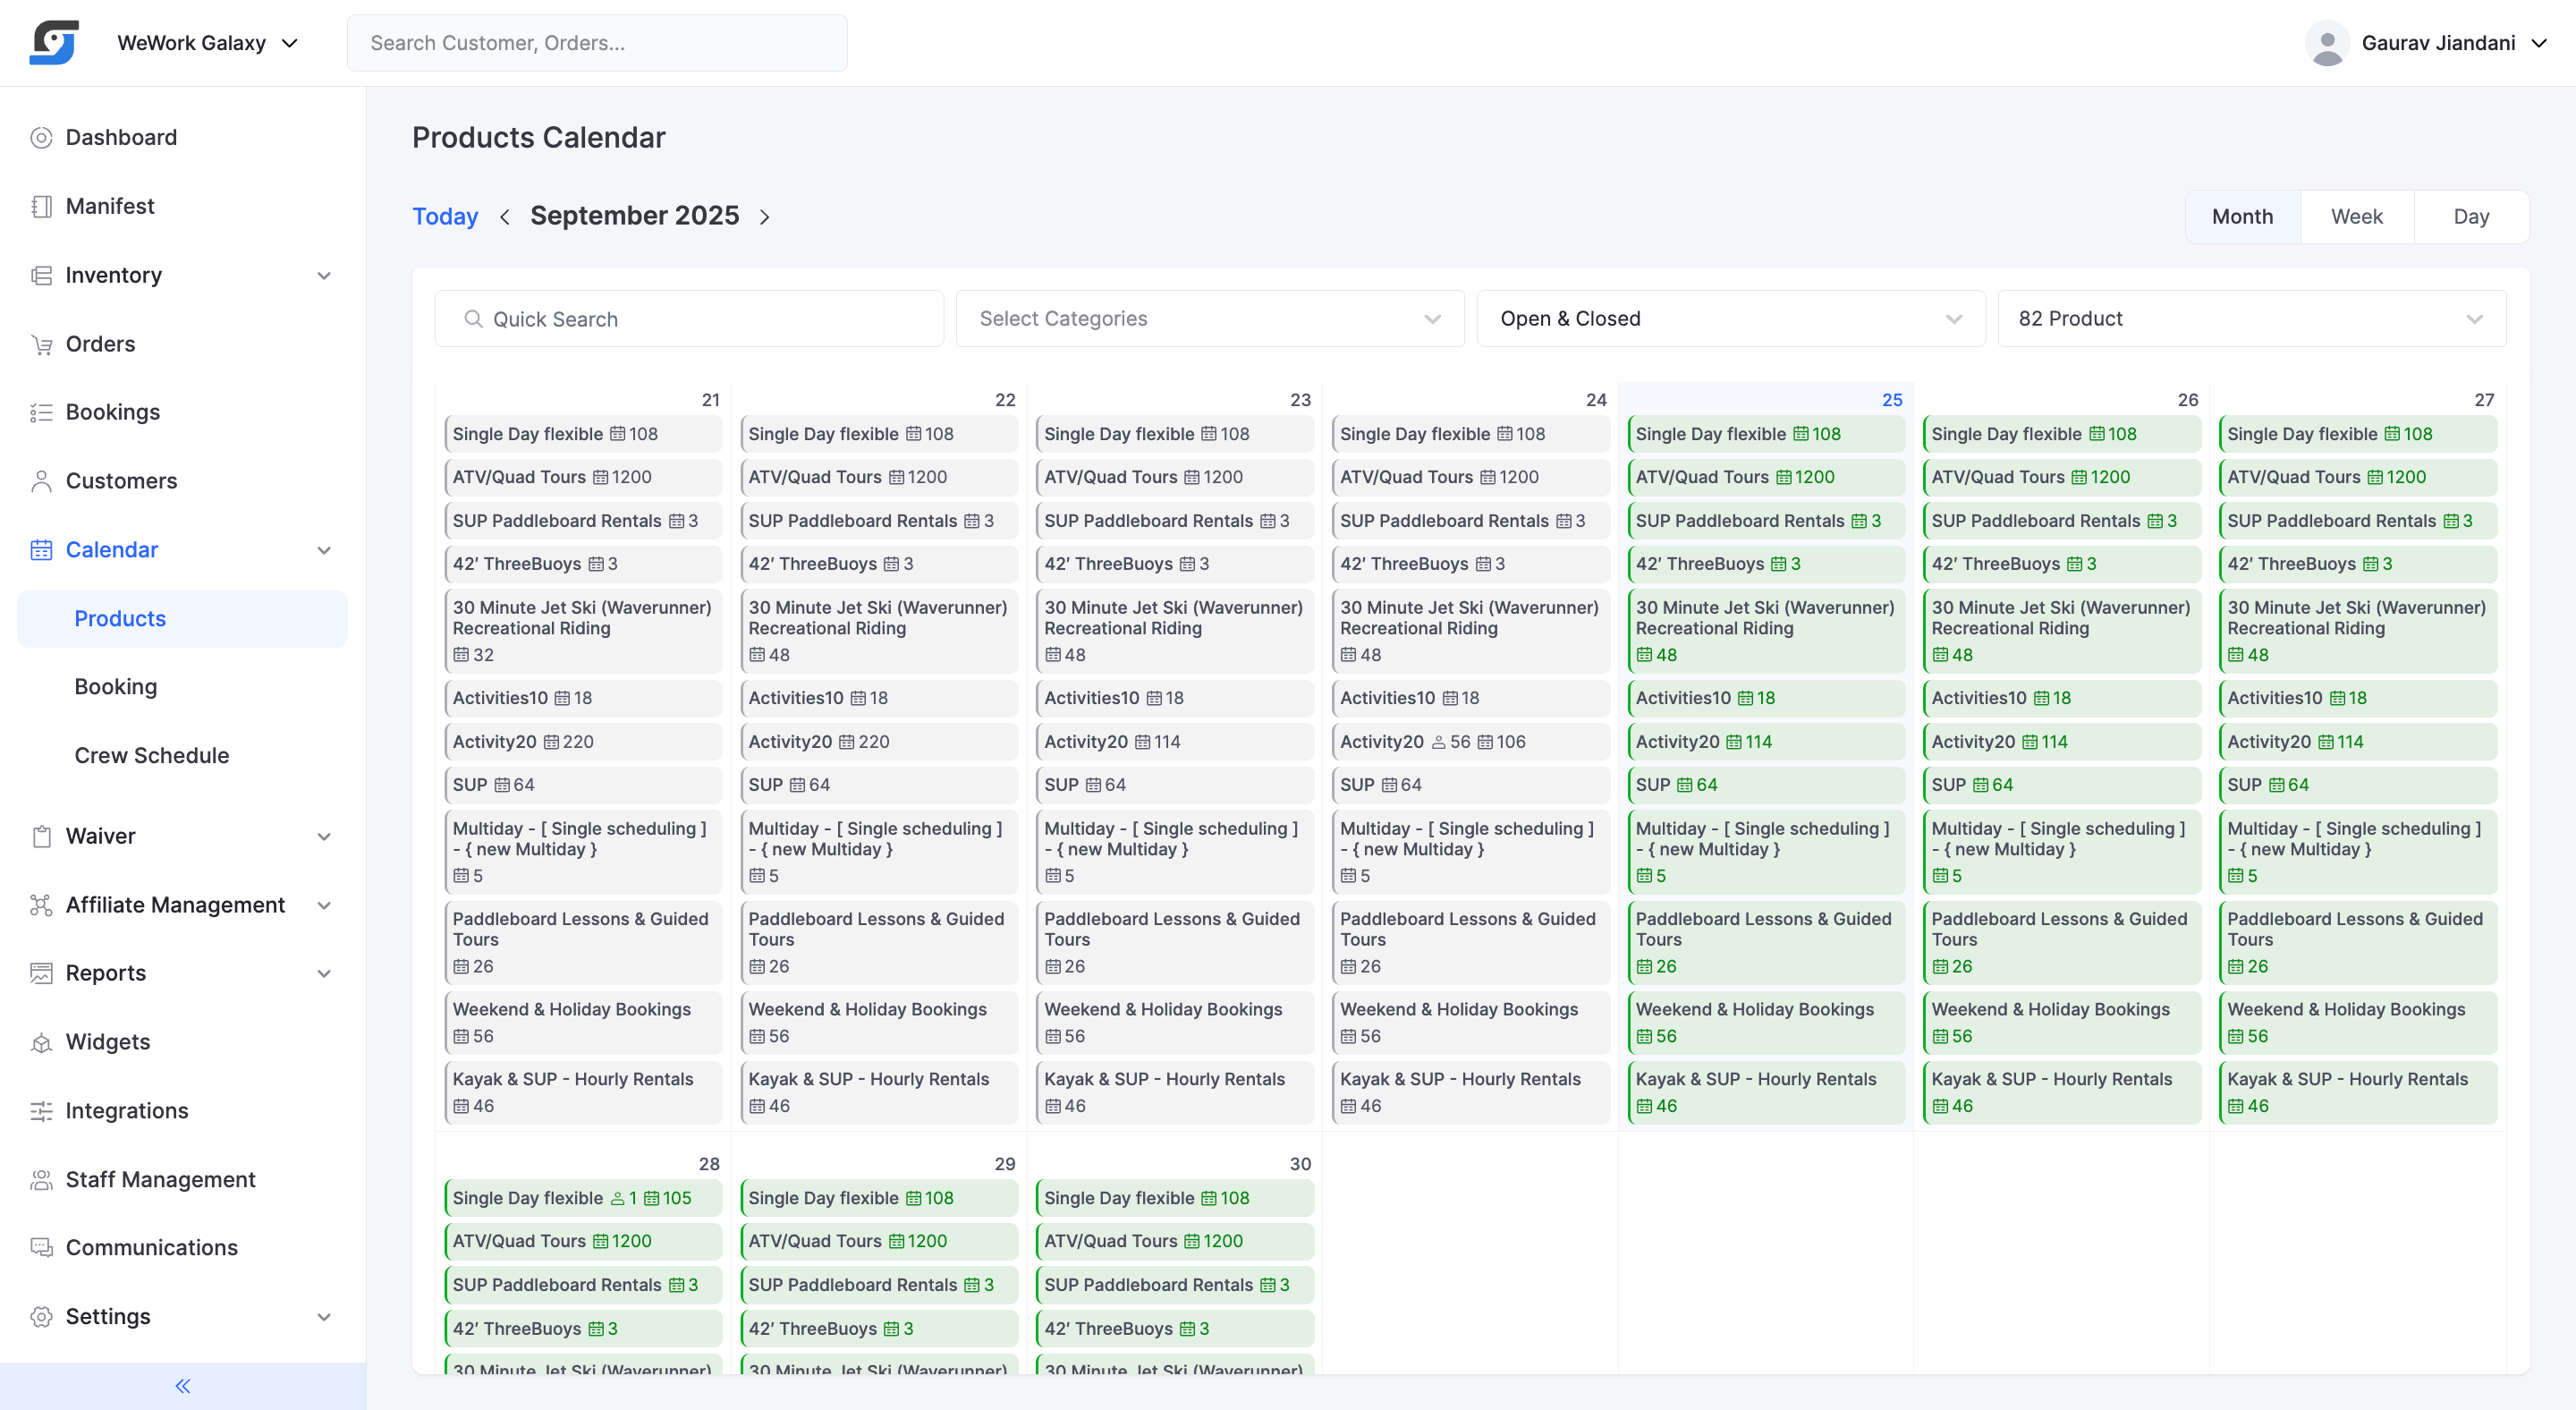 WeWork Galaxy
Search Customer, Orders...
Gaurav Jiandani
Dashboard
Manifest
Inventory
Orders
Bookings
Customers
Calendar
Products
Booking
Crew Schedule
Waiver
Affiliate Management
Reports
Widgets
Integrations
Staff Management
Communications
Settings
Products Calendar
Today
September 2025
Month
Week
Day
Quick Search
Select Categories
Open & Closed
82 Product
21
Single Day flexible 108
ATV/Quad Tours 1200
SUP Paddleboard Rentals 3
42' ThreeBuoys 3
30 Minute Jet Ski (Waverunner)
Recreational Riding
32
Activities10 18
Activity20 220
SUP 64
Multiday - [ Single scheduling ]
- { new Multiday }
5
Paddleboard Lessons & Guided
Tours
26
Weekend & Holiday Bookings
56
Kayak & SUP - Hourly Rentals
46
22
Single Day flexible 108
ATV/Quad Tours 1200
SUP Paddleboard Rentals 3
42' ThreeBuoys 3
30 Minute Jet Ski (Waverunner)
Recreational Riding
48
Activities10 18
Activity20 220
SUP 64
Multiday - [ Single scheduling ]
- { new Multiday }
5
Paddleboard Lessons & Guided
Tours
26
Weekend & Holiday Bookings
56
Kayak & SUP - Hourly Rentals
46
23
Single Day flexible 108
ATV/Quad Tours 1200
SUP Paddleboard Rentals 3
42' ThreeBuoys 3
30 Minute Jet Ski (Waverunner)
Recreational Riding
48
Activities10 18
Activity20 114
SUP 64
Multiday - [ Single scheduling ]
- { new Multiday }
5
Paddleboard Lessons & Guided
Tours
26
Weekend & Holiday Bookings
56
Kayak & SUP - Hourly Rentals
46
24
Single Day flexible 108
ATV/Quad Tours 1200
SUP Paddleboard Rentals 3
42' ThreeBuoys 3
30 Minute Jet Ski (Waverunner)
Recreational Riding
48
Activities10 18
Activity20 56 106
SUP 64
Multiday - [ Single scheduling ]
- { new Multiday }
5
Paddleboard Lessons & Guided
Tours
26
Weekend & Holiday Bookings
56
Kayak & SUP - Hourly Rentals
46
25
Single Day flexible 108
ATV/Quad Tours 1200
SUP Paddleboard Rentals 3
42' ThreeBuoys 3
30 Minute Jet Ski (Waverunner)
Recreational Riding
48
Activities10 18
Activity20 114
SUP 64
Multiday - [ Single scheduling ]
- { new Multiday }
5
Paddleboard Lessons & Guided
Tours
26
Weekend & Holiday Bookings
56
Kayak & SUP - Hourly Rentals
46
26
Single Day flexible 108
ATV/Quad Tours 1200
SUP Paddleboard Rentals 3
42' ThreeBuoys 3
30 Minute Jet Ski (Waverunner)
Recreational Riding
48
Activities10 18
Activity20 114
SUP 64
Multiday - [ Single scheduling ]
- { new Multiday }
5
Paddleboard Lessons & Guided
Tours
26
Weekend & Holiday Bookings
56
Kayak & SUP - Hourly Rentals
46
27
Single Day flexible 108
ATV/Quad Tours 1200
SUP Paddleboard Rentals 3
42' ThreeBuoys 3
30 Minute Jet Ski (Waverunner)
Recreational Riding
48
Activities10 18
Activity20 114
SUP 64
Multiday - [ Single scheduling ]
- { new Multiday }
5
Paddleboard Lessons & Guided
Tours
26
Weekend & Holiday Bookings
56
Kayak & SUP - Hourly Rentals
46
28
Single Day flexible 1 105
ATV/Quad Tours 1200
SUP Paddleboard Rentals 3
42' ThreeBuoys 3
30 Minute Jet Ski (Waverunner)
29
Single Day flexible 108
ATV/Quad Tours 1200
SUP Paddleboard Rentals 3
42' ThreeBuoys 3
30 Minute Jet Ski (Waverunner)
30
Single Day flexible 108
ATV/Quad Tours 1200
SUP Paddleboard Rentals 3
42' ThreeBuoys 3
30 Minute Jet Ski (Waverunner)